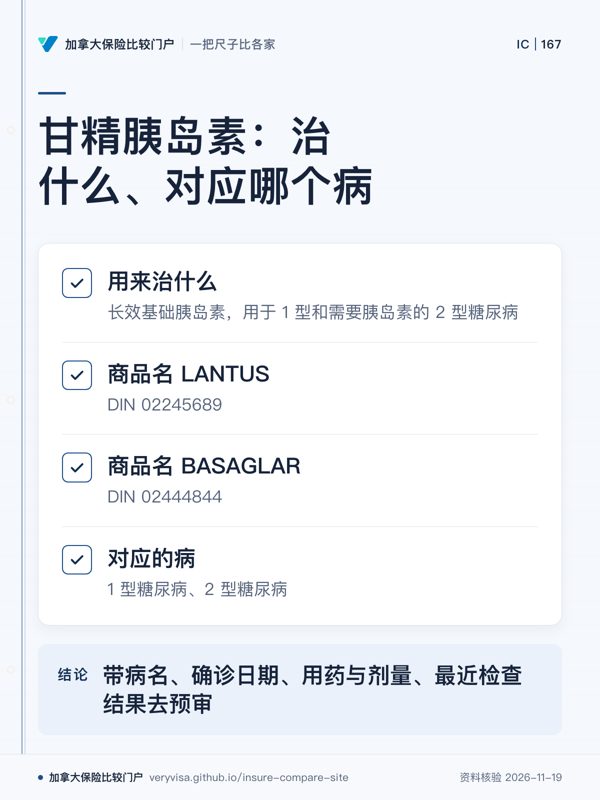 加拿大保险比较门户 一把尺子比各家
IC | 167
甘精胰岛素：治
什么、对应哪个病
用来治什么
长效基础胰岛素，用于 1 型和需要胰岛素的 2 型糖尿病
商品名 LANTUS
DIN 02245689
商品名 BASAGLAR
DIN 02444844
对应的病
1 型糖尿病、2 型糖尿病
结论 带病名、确诊日期、用药与剂量、最近检查
结果去预审
加拿大保险比较门户 veryvisa.github.io/insure-compare-site
资料核验 2026-11-19